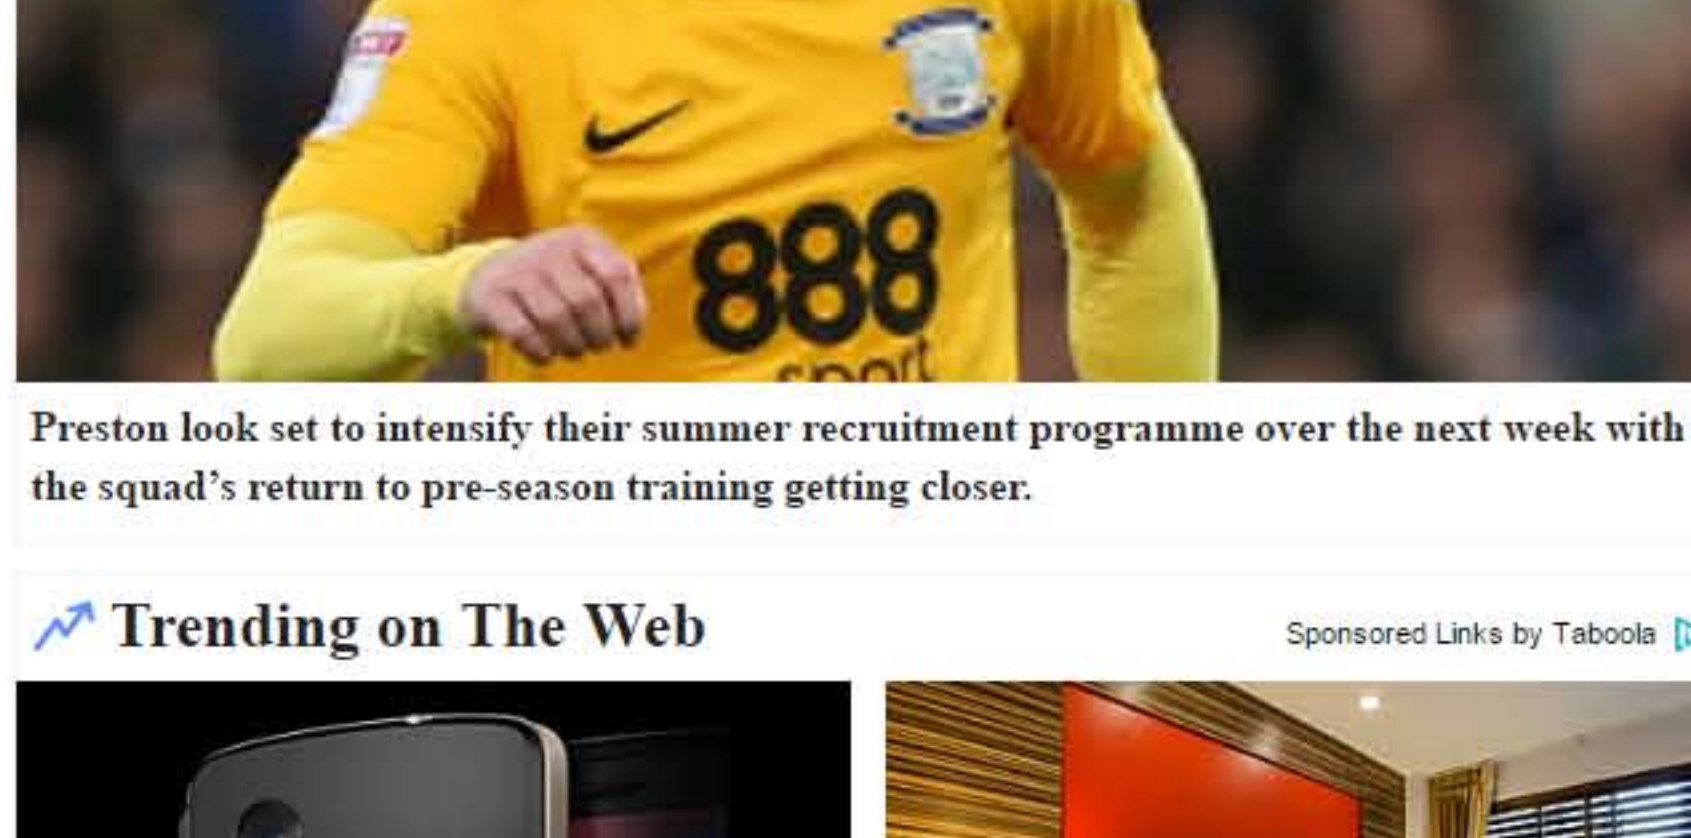 888
sport
Preston look set to intensify their summer recruitment programme over the next week with
the squad’s return to pre-season training getting closer.
Trending on The Web
Sponsored Links by Taboola